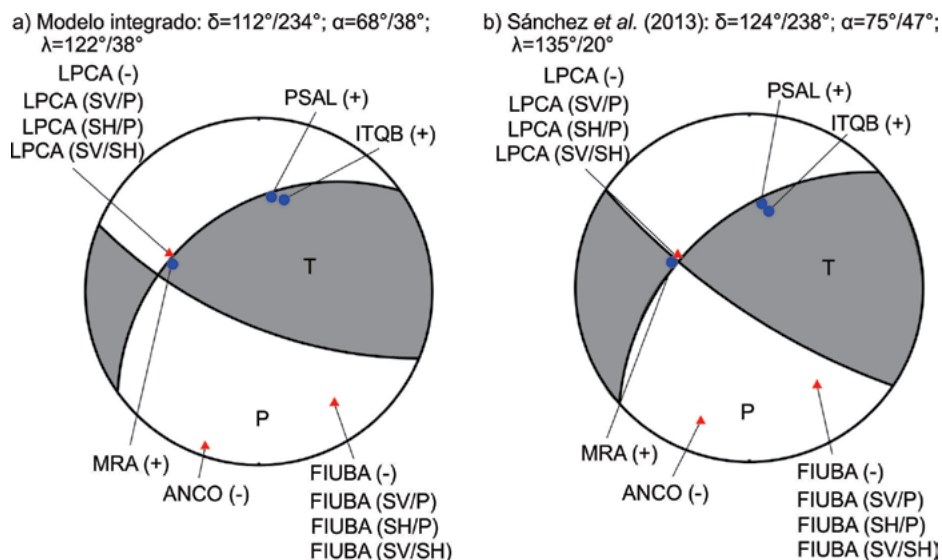 a) Modelo integrado: δ=112°/234°; α=68°/38°;
λ=122°/38°
LPCA (-)
LPCA (SV/P)
LPCA (SH/P)
LPCA (SV/SH)
PSAL (+)
ITQB (+)
T
P
MRA (+)
ANCO (-)
FIUBA (-)
FIUBA (SV/P)
FIUBA (SH/P)
FIUBA (SV/SH)
b) Sánchez et al. (2013): δ=124°/238°; α=75°/47°;
λ=135°/20°
LPCA (-)
LPCA (SV/P)
LPCA (SH/P)
LPCA (SV/SH)
PSAL (+)
ITQB (+)
T
P
MRA (+)
ANCO (-)
FIUBA (-)
FIUBA (SV/P)
FIUBA (SH/P)
FIUBA (SV/SH)